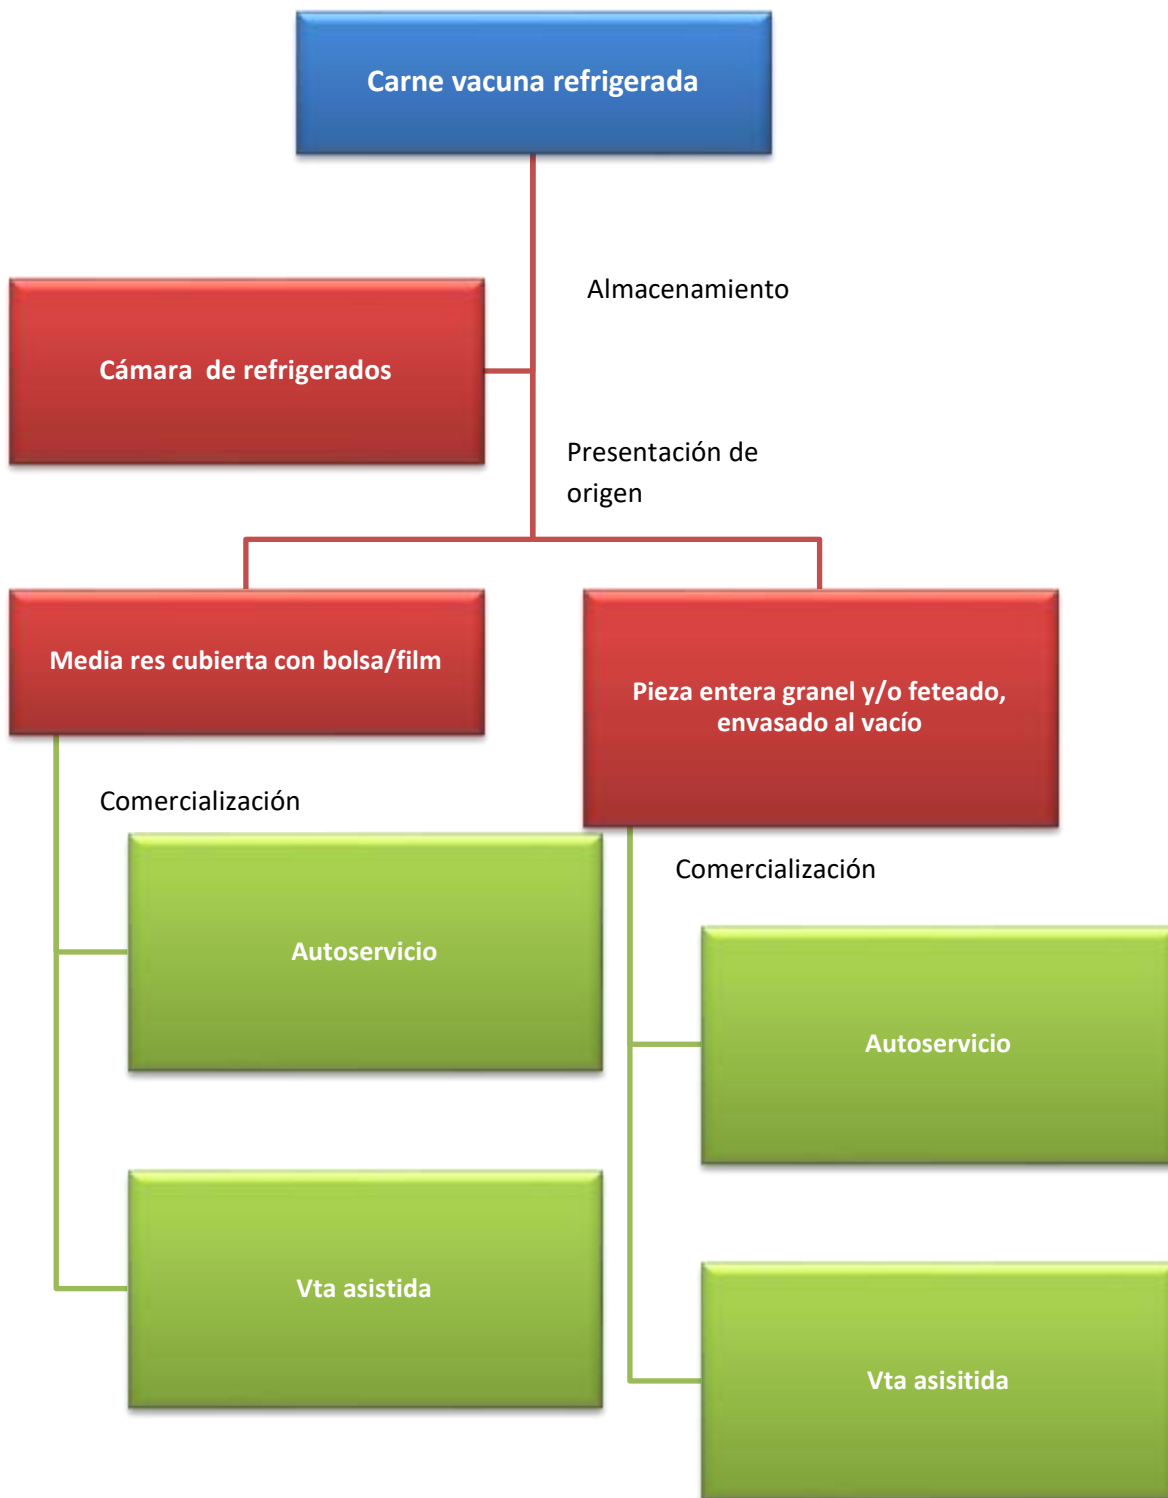 Carne vacuna refrigerada
Almacenamiento
Cámara  de refrigerados
Presentación de
origen
Media res cubierta con bolsa/film
Pieza entera granel y/o feteado,
envasado al vacío
Comercialización
Comercialización
Autoservicio
Autoservicio
Vta asistida
Vta asisitida